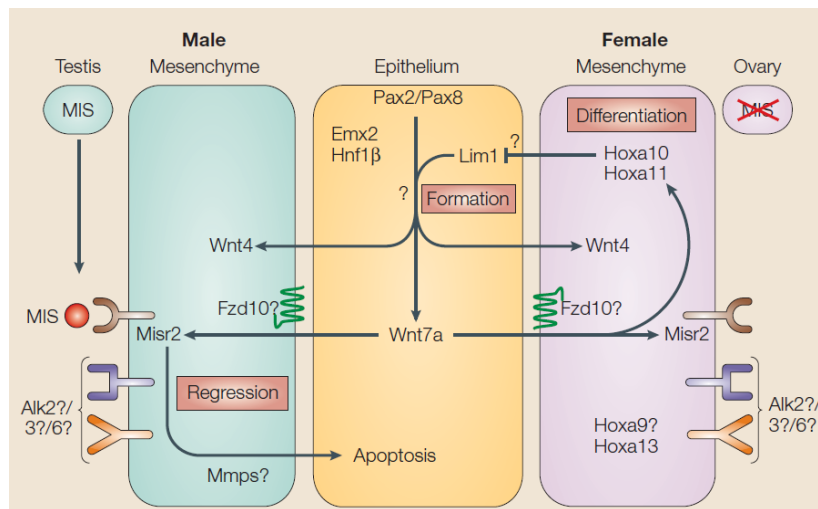 Male
Female
Testis
Mesenchyme
Epithelium
Mesenchyme
Ovary
MIS
Pax2/Pax8
Differentiation
MIS
Emx2
Hnf1β
Lim1
?
Hoxa10
Hoxa11
?
Formation
Wnt4
Wnt4
Fzd10?
Fzd10?
MIS
Misr2
Wnt7a
Misr2
Regression
Alk2?/
3?/6?
Alk2?/
3?/6?
Hoxa9?
Hoxa13
Mmps?
Apoptosis